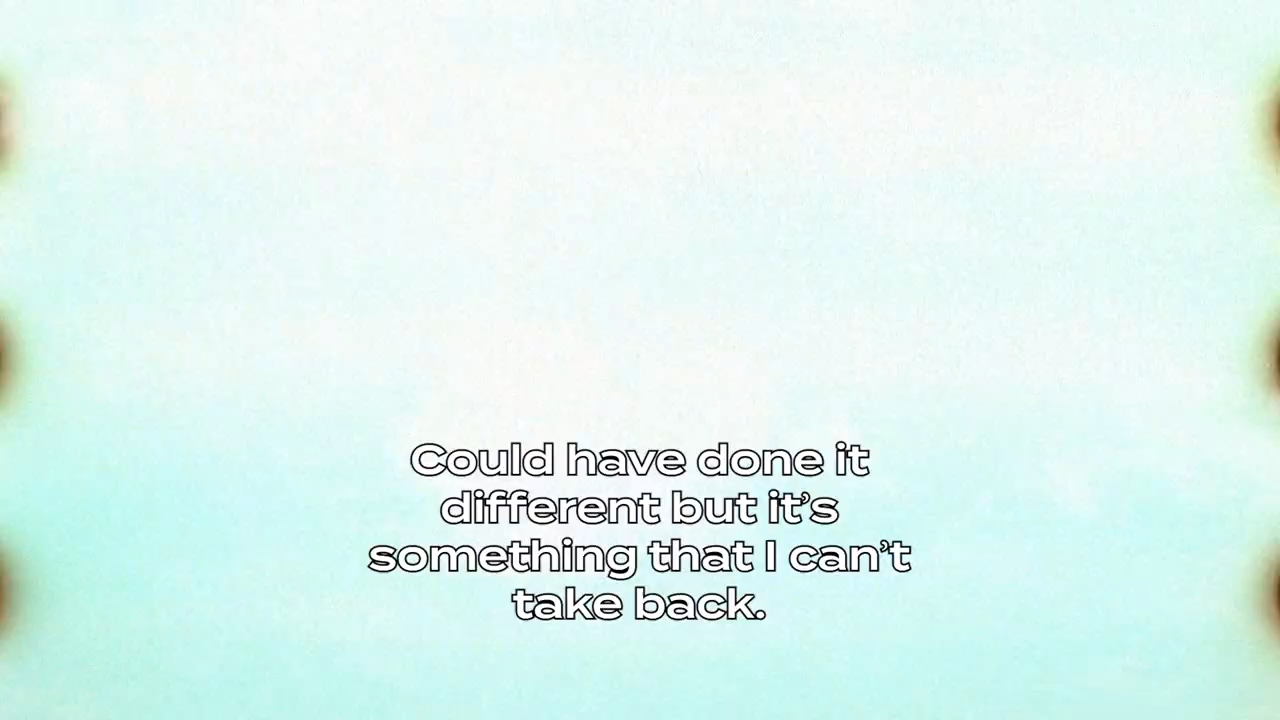 Could have done it
different but it’s
something that I can’t
take back.